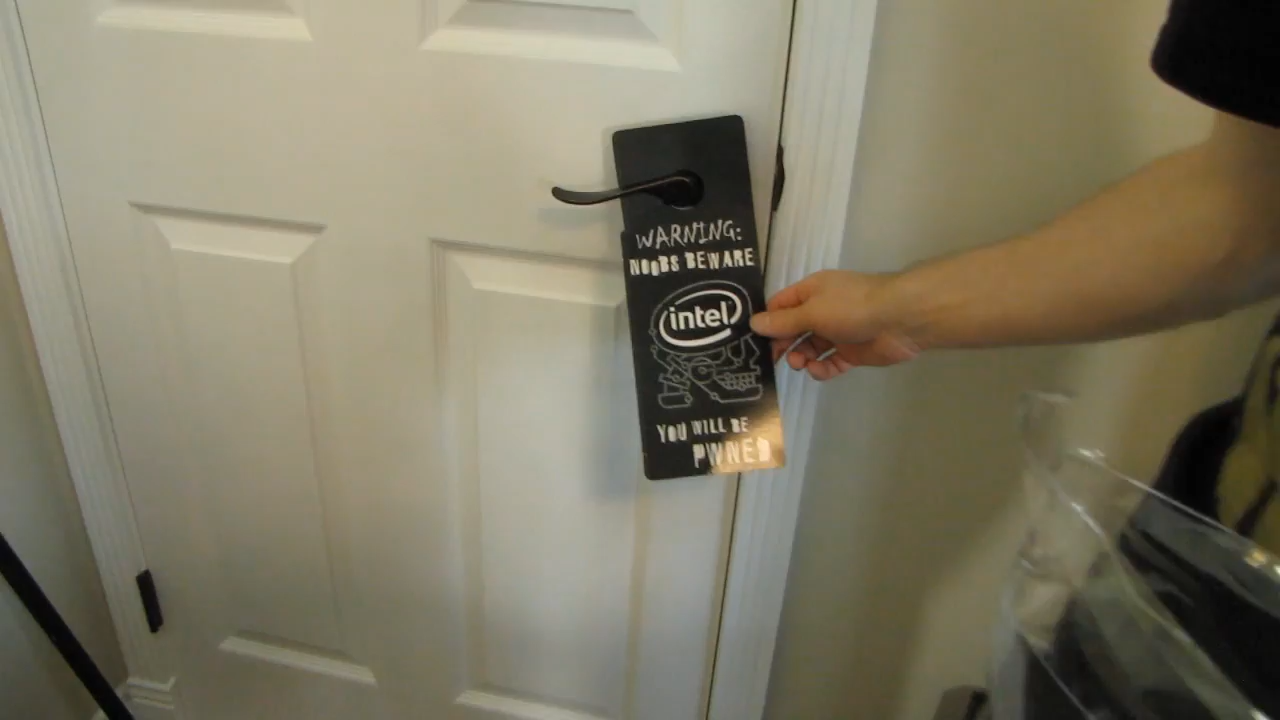 WARNING:
NOOBS BEWARE
intel
YOU WILL BE
PWNED